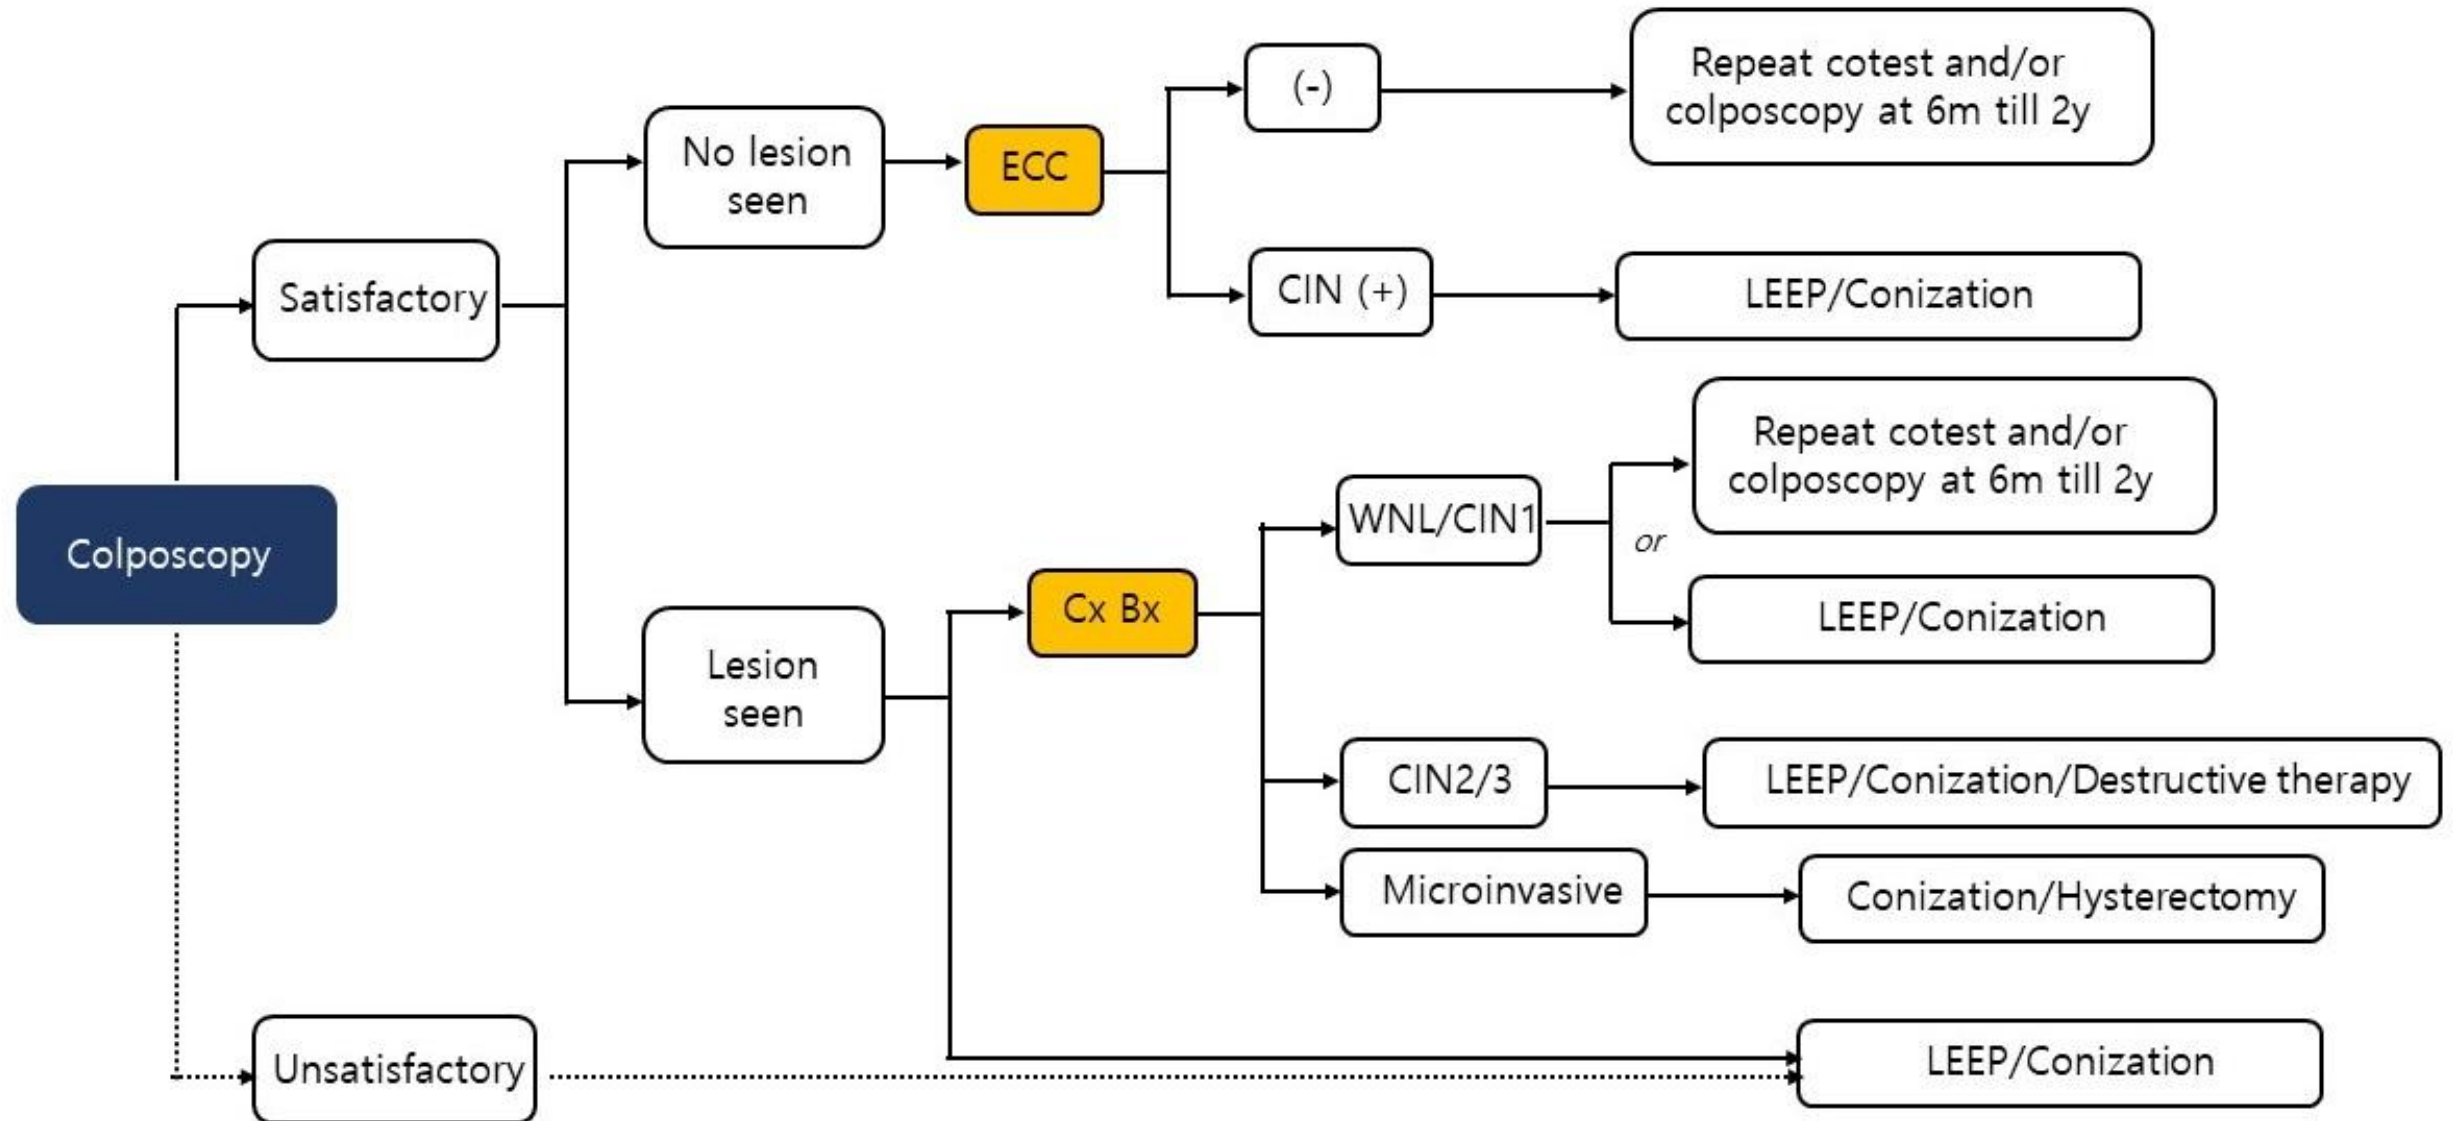 (-)
Repeat cotest and/or
colposcopy at 6m till 2y
No lesion
seen
ECC
CIN (+)
LEEP/Conization
Satisfactory
Repeat cotest and/or
colposcopy at 6m till 2y
WNL/CIN1
or
LEEP/Conization
Colposcopy
Cx Bx
Lesion
seen
CIN2/3
LEEP/Conization/Destructive therapy
Microinvasive
Conization/Hysterectomy
Unsatisfactory
LEEP/Conization